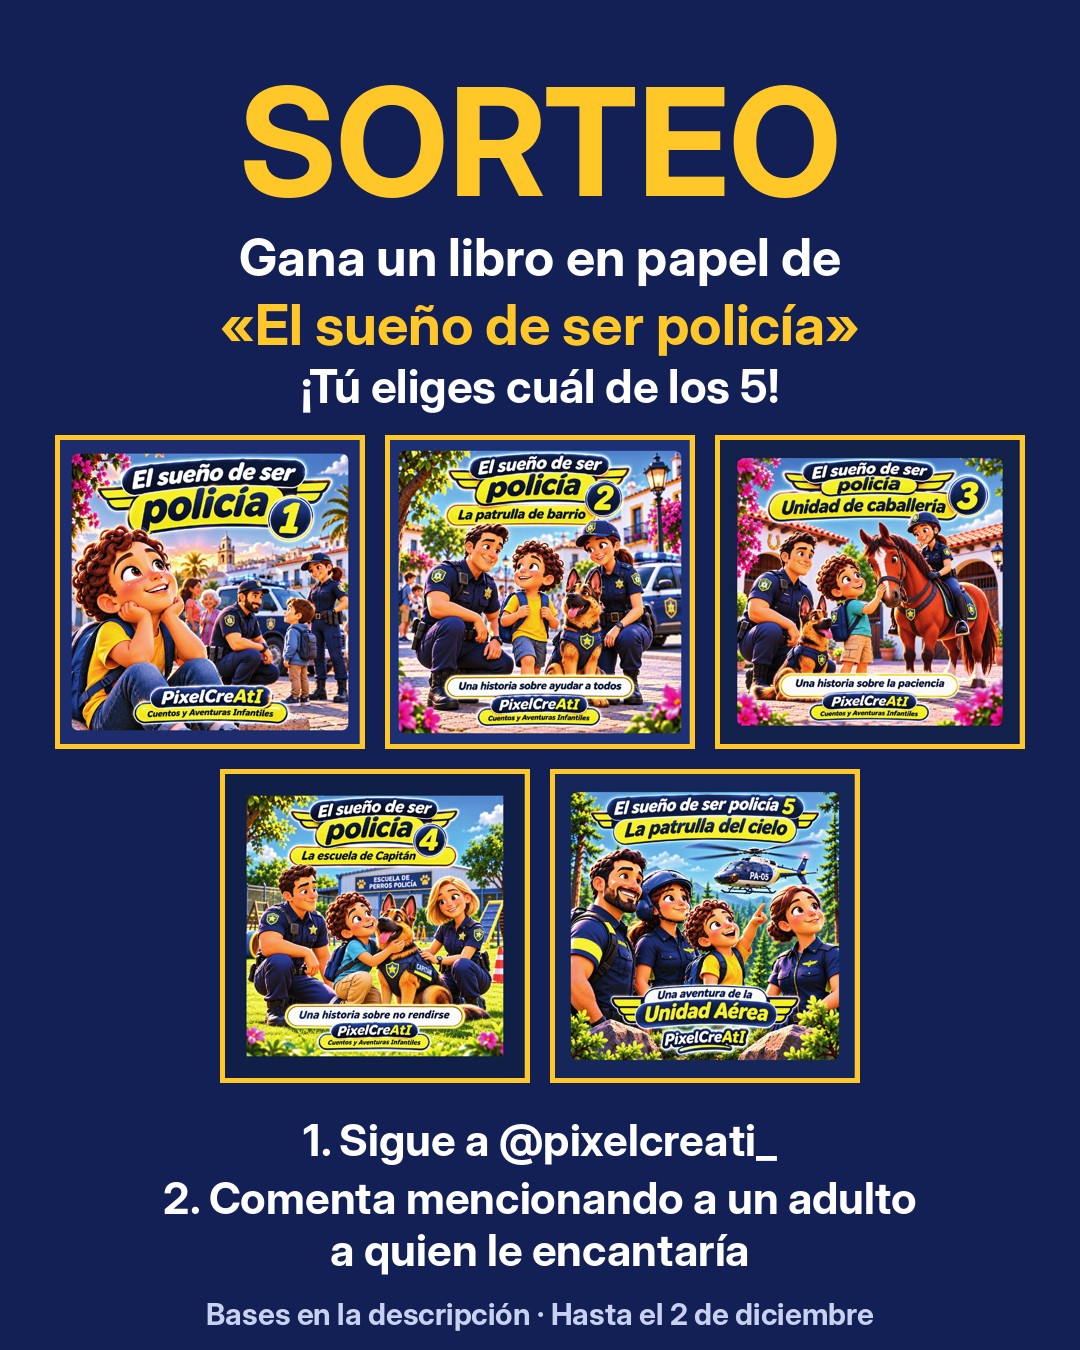 SORTEO
Gana un libro en papel de
«El sueño de ser policía»
¡Tú eliges cuál de los 5!
El sueño de ser
policía 1
PixelCreAtI
Cuentos y Aventuras Infantiles
El sueño de ser
policía 2
La patrulla de barrio
Una historia sobre ayudar a todos
PixelCreAtI
Cuentos y Aventuras Infantiles
El sueño de ser
policía 3
Unidad de caballería
Una historia sobre la paciencia
PixelCreAtI
Cuentos y Aventuras Infantiles
El sueño de ser
policía 4
La escuela de Capitán
ESCUELA DE
PERROS POLICÍA
CAPITÁN
Una historia sobre no rendirse
PixelCreAtI
Cuentos y Aventuras Infantiles
El sueño de ser policía 5
La patrulla del cielo
PA-05
Una aventura de la
Unidad Aérea
PixelCreAtI
1. Sigue a @pixelcreati_
2. Comenta mencionando a un adulto
a quien le encantaría
Bases en la descripción · Hasta el 2 de diciembre